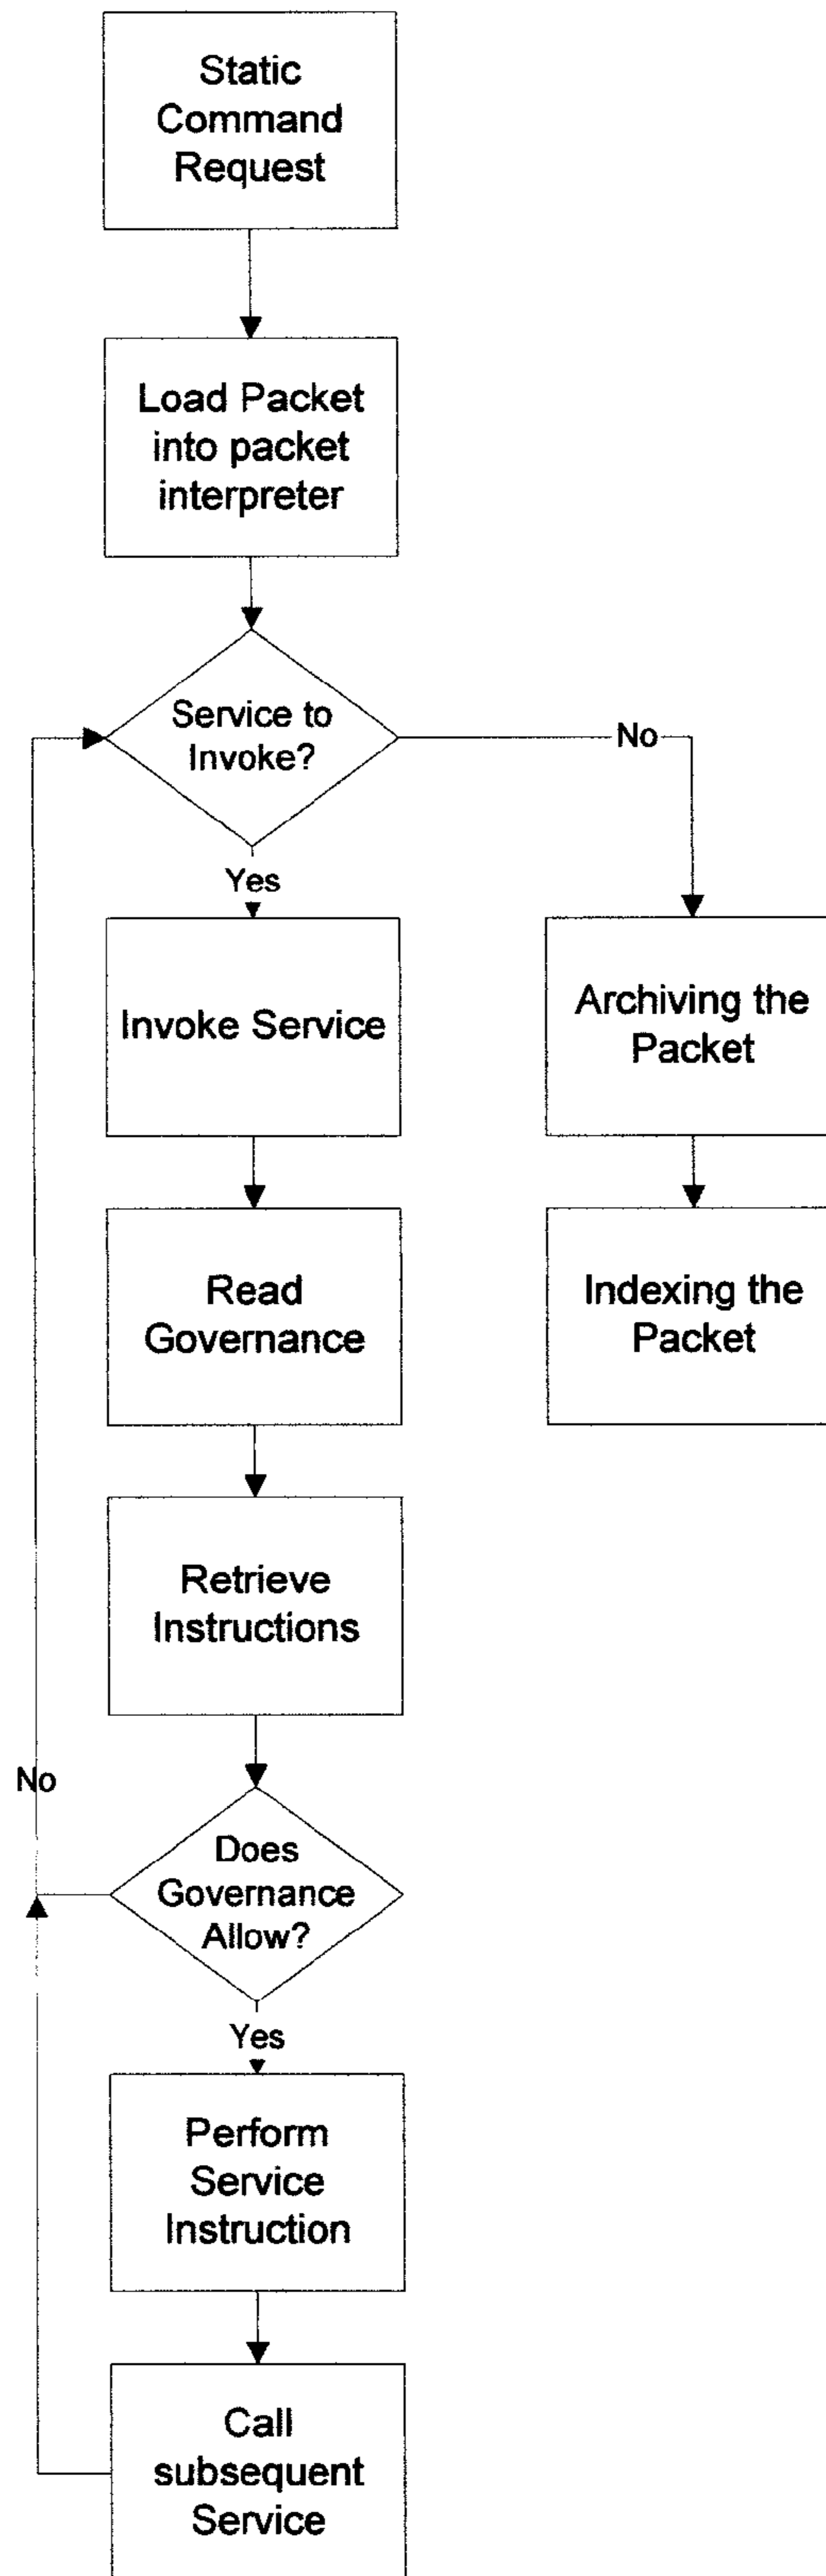 Static
Command
Request
Load Packet
into packet
interpreter
Service to
Invoke?
No
Yes
Invoke Service
Archiving the
Packet
Read
Governance
Indexing the
Packet
Retrieve
Instructions
No
Does
Governance
Allow?
Yes
Perform
Service
Instruction
Call
subsequent
Service